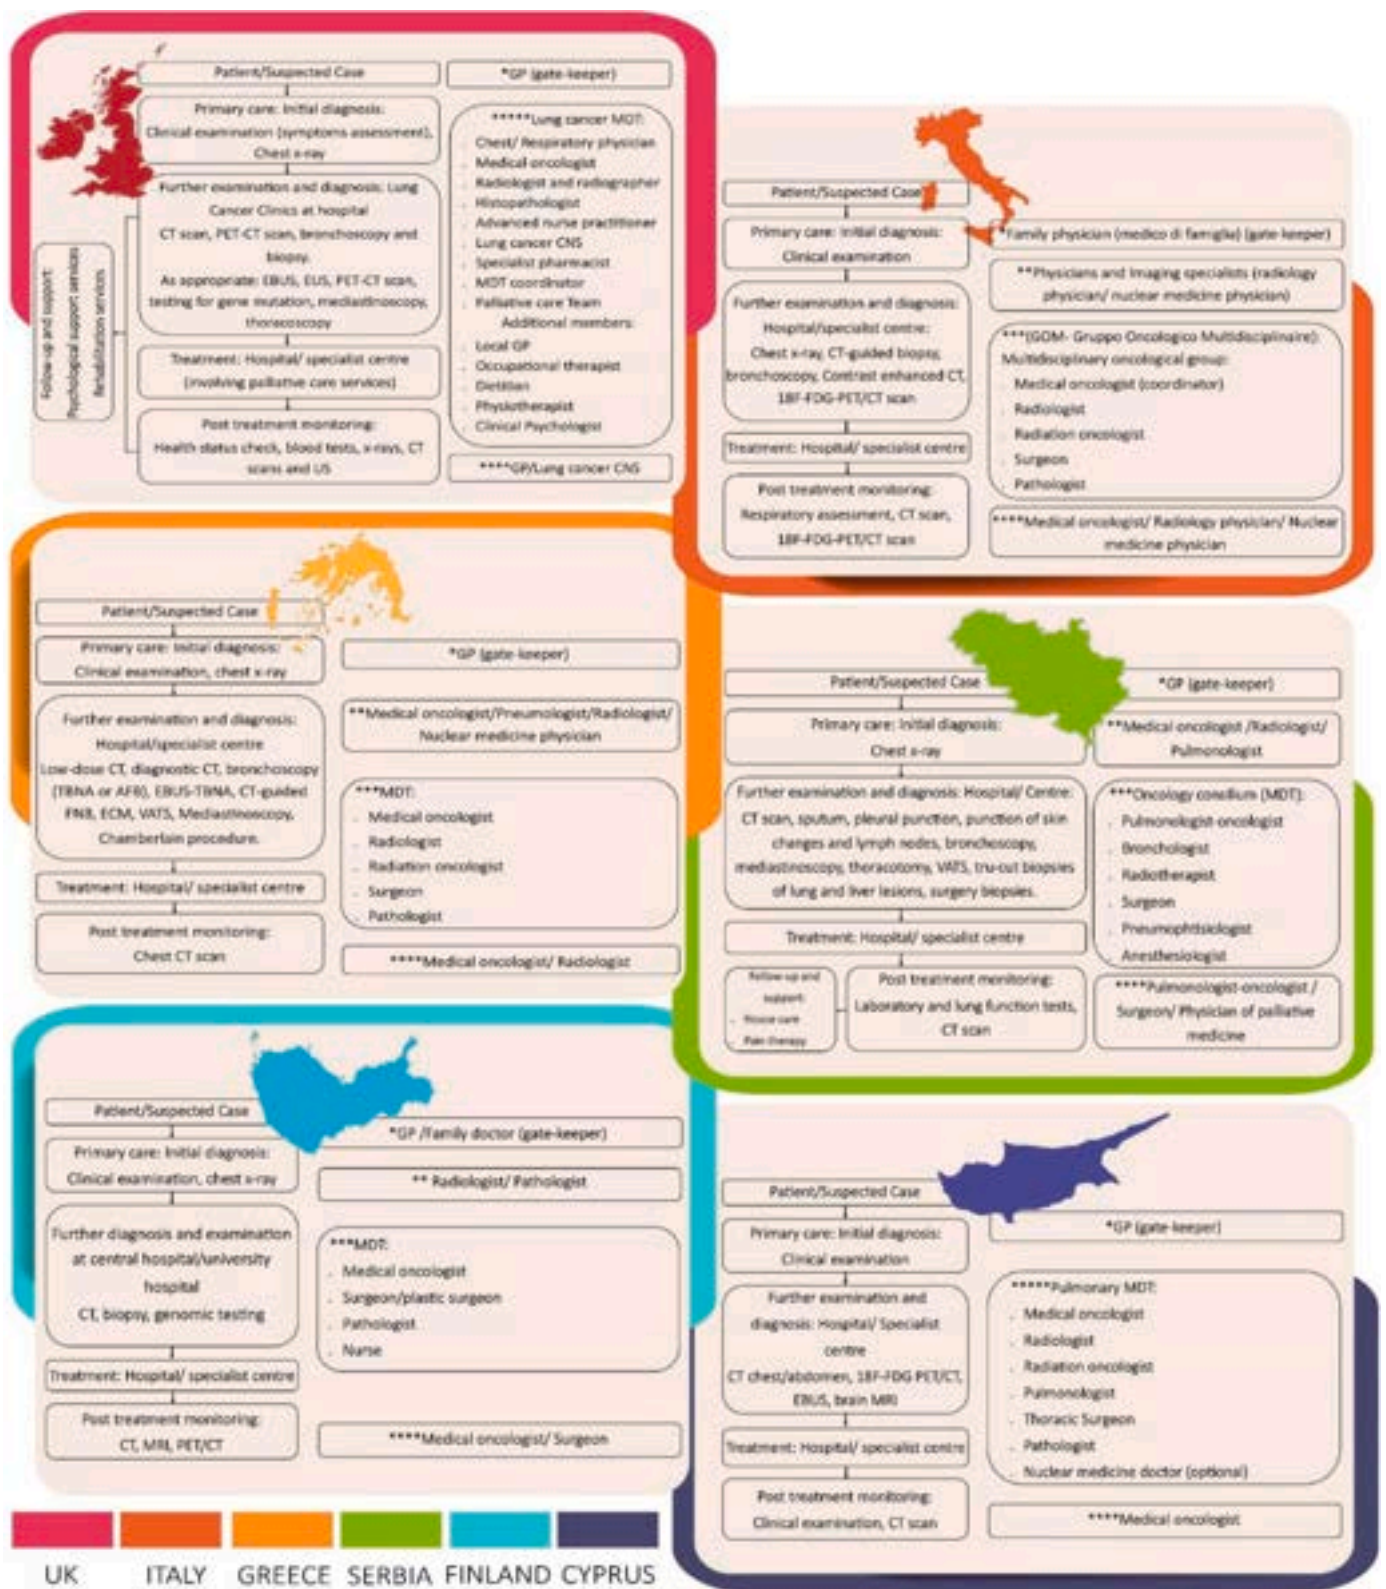 Patient/Suspected Case
Primary care: Initial diagnosis:
Clinical examination (symptoms assessment),
Chest x-ray
Further examination and diagnosis: Lung
Cancer Clinics at hospital
CT scan, PET-CT scan, bronchoscopy and
biopsy.
As appropriate: EBUS, EUS, PET-CT scan,
testing for gene mutation, mediastinoscopy,
thoracoscopy
Treatment: Hospital/ specialist centre
(involving palliative care services)
Post treatment monitoring:
Health status check, blood tests, x-rays, CT
scans and US
Follow-up and support:
Psychological support services
Rehabilitation services
*GP (gate-keeper)
*****Lung cancer MDT:
. Chest/ Respiratory physician
. Medical oncologist
. Radiologist and radiographer
. Histopathologist
. Advanced nurse practitioner
. Lung cancer CNS
. Specialist pharmacist
. MDT coordinator
. Palliative care Team
Additional members:
. Local GP
. Occupational therapist
. Dietitian
. Physiotherapist
. Clinical Psychologist
****GP/Lung cancer CNS
Patient/Suspected Case
Primary care: Initial diagnosis:
Clinical examination
Further examination and diagnosis:
Hospital/specialist centre:
Chest x-ray, CT-guided biopsy,
bronchoscopy, Contrast enhanced CT,
18F-FDG-PET/CT scan
Treatment: Hospital/ specialist centre
Post treatment monitoring:
Respiratory assessment, CT scan,
18F-FDG-PET/CT scan
*Family physician (medico di famiglia) (gate-keeper)
**Physicians and Imaging specialists (radiology
physician/ nuclear medicine physician)
***(GOM- Gruppo Oncologico Multidisciplinaire):
Multidisciplinary oncological group:
. Medical oncologist (coordinator)
. Radiologist
. Radiation oncologist
. Surgeon
. Pathologist
****Medical oncologist/ Radiology physician/ Nuclear
medicine physician
Patient/Suspected Case
Primary care: Initial diagnosis:
Clinical examination, chest x-ray
Further examination and diagnosis:
Hospital/specialist centre
Low-dose CT, diagnostic CT, bronchoscopy
(TBNA or AFB), EBUS-TBNA, CT-guided
FNB, ECM, VATS, Mediastinoscopy,
Chamberlain procedure.
Treatment: Hospital/ specialist centre
Post treatment monitoring:
Chest CT scan
*GP (gate-keeper)
**Medical oncologist/Pneumologist/Radiologist/
Nuclear medicine physician
***MDT:
. Medical oncologist
. Radiologist
. Radiation oncologist
. Surgeon
. Pathologist
****Medical oncologist/ Radiologist
Patient/Suspected Case
Primary care: Initial diagnosis:
Chest x-ray
Further examination and diagnosis: Hospital/ Centre:
CT scan, sputum, pleural punction, punction of skin
changes and lymph nodes, bronchoscopy,
mediastinoscopy, thoracotomy, VATS, tru-cut biopsies
of lung and liver lesions, surgery biopsies.
Treatment: Hospital/ specialist centre
Follow-up and
support:
. House care
. Pain therapy
Post treatment monitoring:
Laboratory and lung function tests,
CT scan
*GP (gate-keeper)
**Medical oncologist /Radiologist/
Pulmonologist
***Oncology consilium (MDT):
. Pulmonologist-oncologist
. Bronchologist
. Radiotherapist
. Surgeon
. Pneumophtisiologist
. Anesthesiologist
****Pulmonologist-oncologist /
Surgeon/ Physician of palliative
medicine
Patient/Suspected Case
Primary care: Initial diagnosis:
Clinical examination, chest x-ray
Further diagnosis and examination
at central hospital/university
hospital
CT, biopsy, genomic testing
Treatment: Hospital/ specialist centre
Post treatment monitoring:
CT, MRI, PET/CT
*GP /Family doctor (gate-keeper)
** Radiologist/ Pathologist
***MDT:
. Medical oncologist
. Surgeon/plastic surgeon
. Pathologist
. Nurse
****Medical oncologist/ Surgeon
Patient/Suspected Case
Primary care: Initial diagnosis:
Clinical examination
Further examination and
diagnosis: Hospital/ Specialist
centre
CT chest/abdomen, 18F-FDG PET/CT,
EBUS, brain MRI
Treatment: Hospital/ specialist centre
Post treatment monitoring:
Clinical examination, CT scan
*GP (gate-keeper)
*****Pulmonary MDT:
. Medical oncologist
. Radiologist
. Radiation oncologist
. Pulmonologist
. Thoracic Surgeon
. Pathologist
. Nuclear medicine doctor (optional)
****Medical oncologist
UK ITALY GREECE SERBIA FINLAND CYPRUS